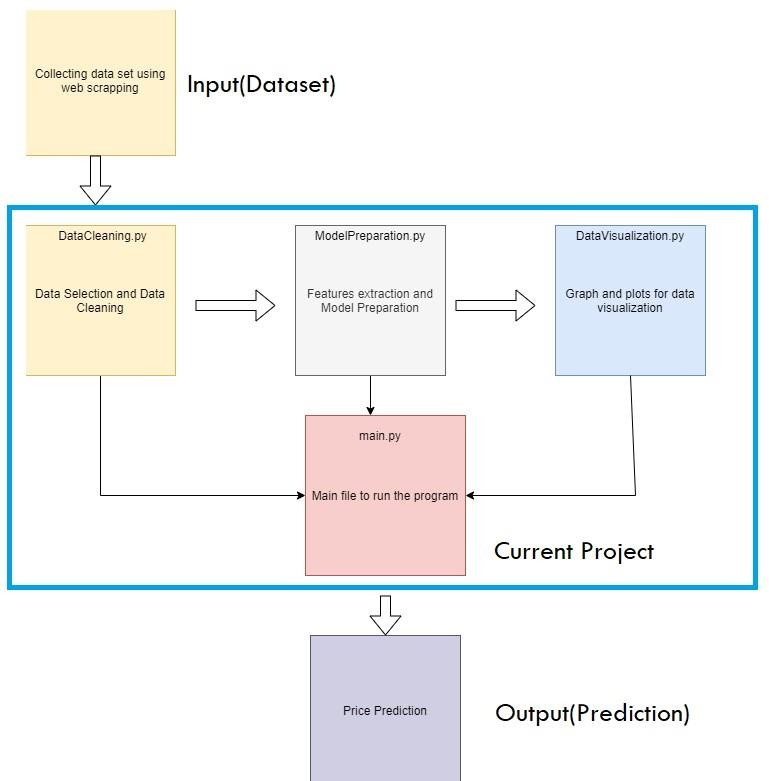 Collecting data set using
web scrapping
Input(Dataset)
DataCleaning.py
Data Selection and Data
Cleaning
ModelPreparation.py
Features extraction and
Model Preparation
DataVisualization.py
Graph and plots for data
visualization
main.py
Main file to run the program
Current Project
Price Prediction
Output(Prediction)